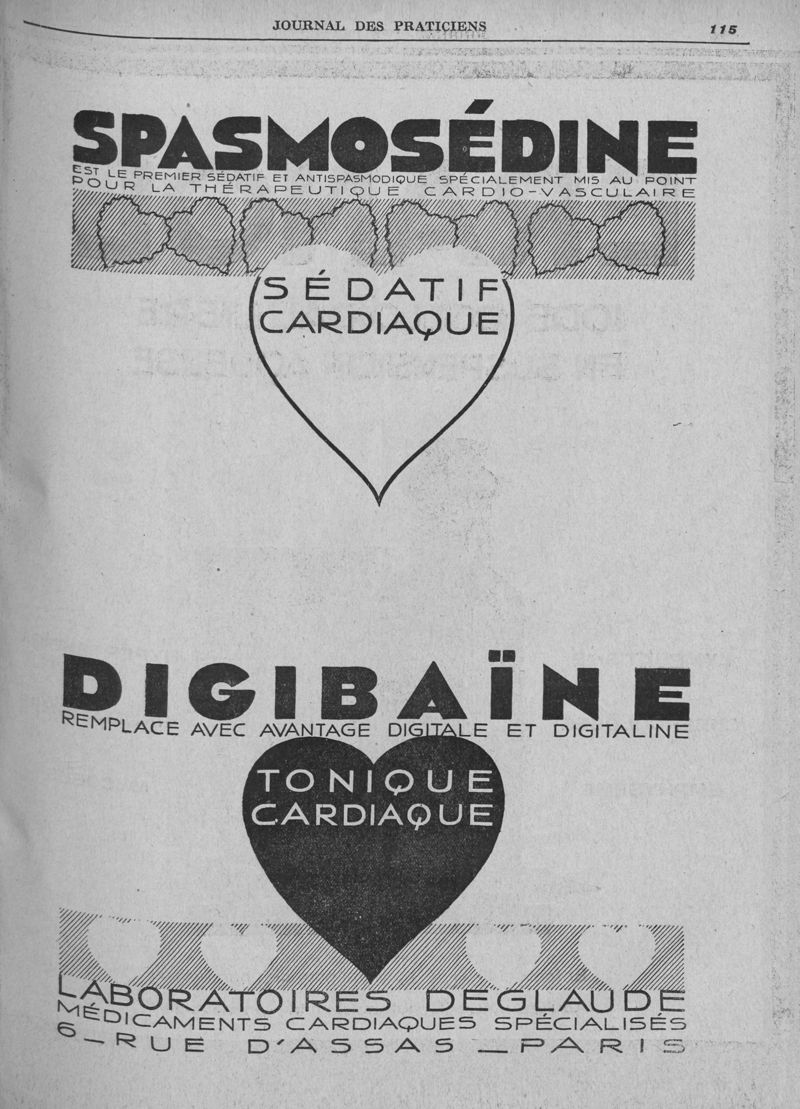 JOURNAL DES PRATICIENS 115
SPASMOSÉDINE
EST LE PREMIER SÉDATIF ET ANTISPASMODIQUE SPÉCIALEMENT MIS AU POINT
POUR LA THÉRAPEUTIQUE CARDIO-VASCULAIRE
SÉDATIF
CARDIAQUE
DIGIBAÏNE
REMPLACE AVEC AVANTAGE DIGITALE ET DIGITALINE
TONIQUE
CARDIAQUE
LABORATOIRES DEGLAUDE
MÉDICAMENTS CARDIAQUES SPÉCIALISÉS
6 — RUE D'ASSAS — PARIS